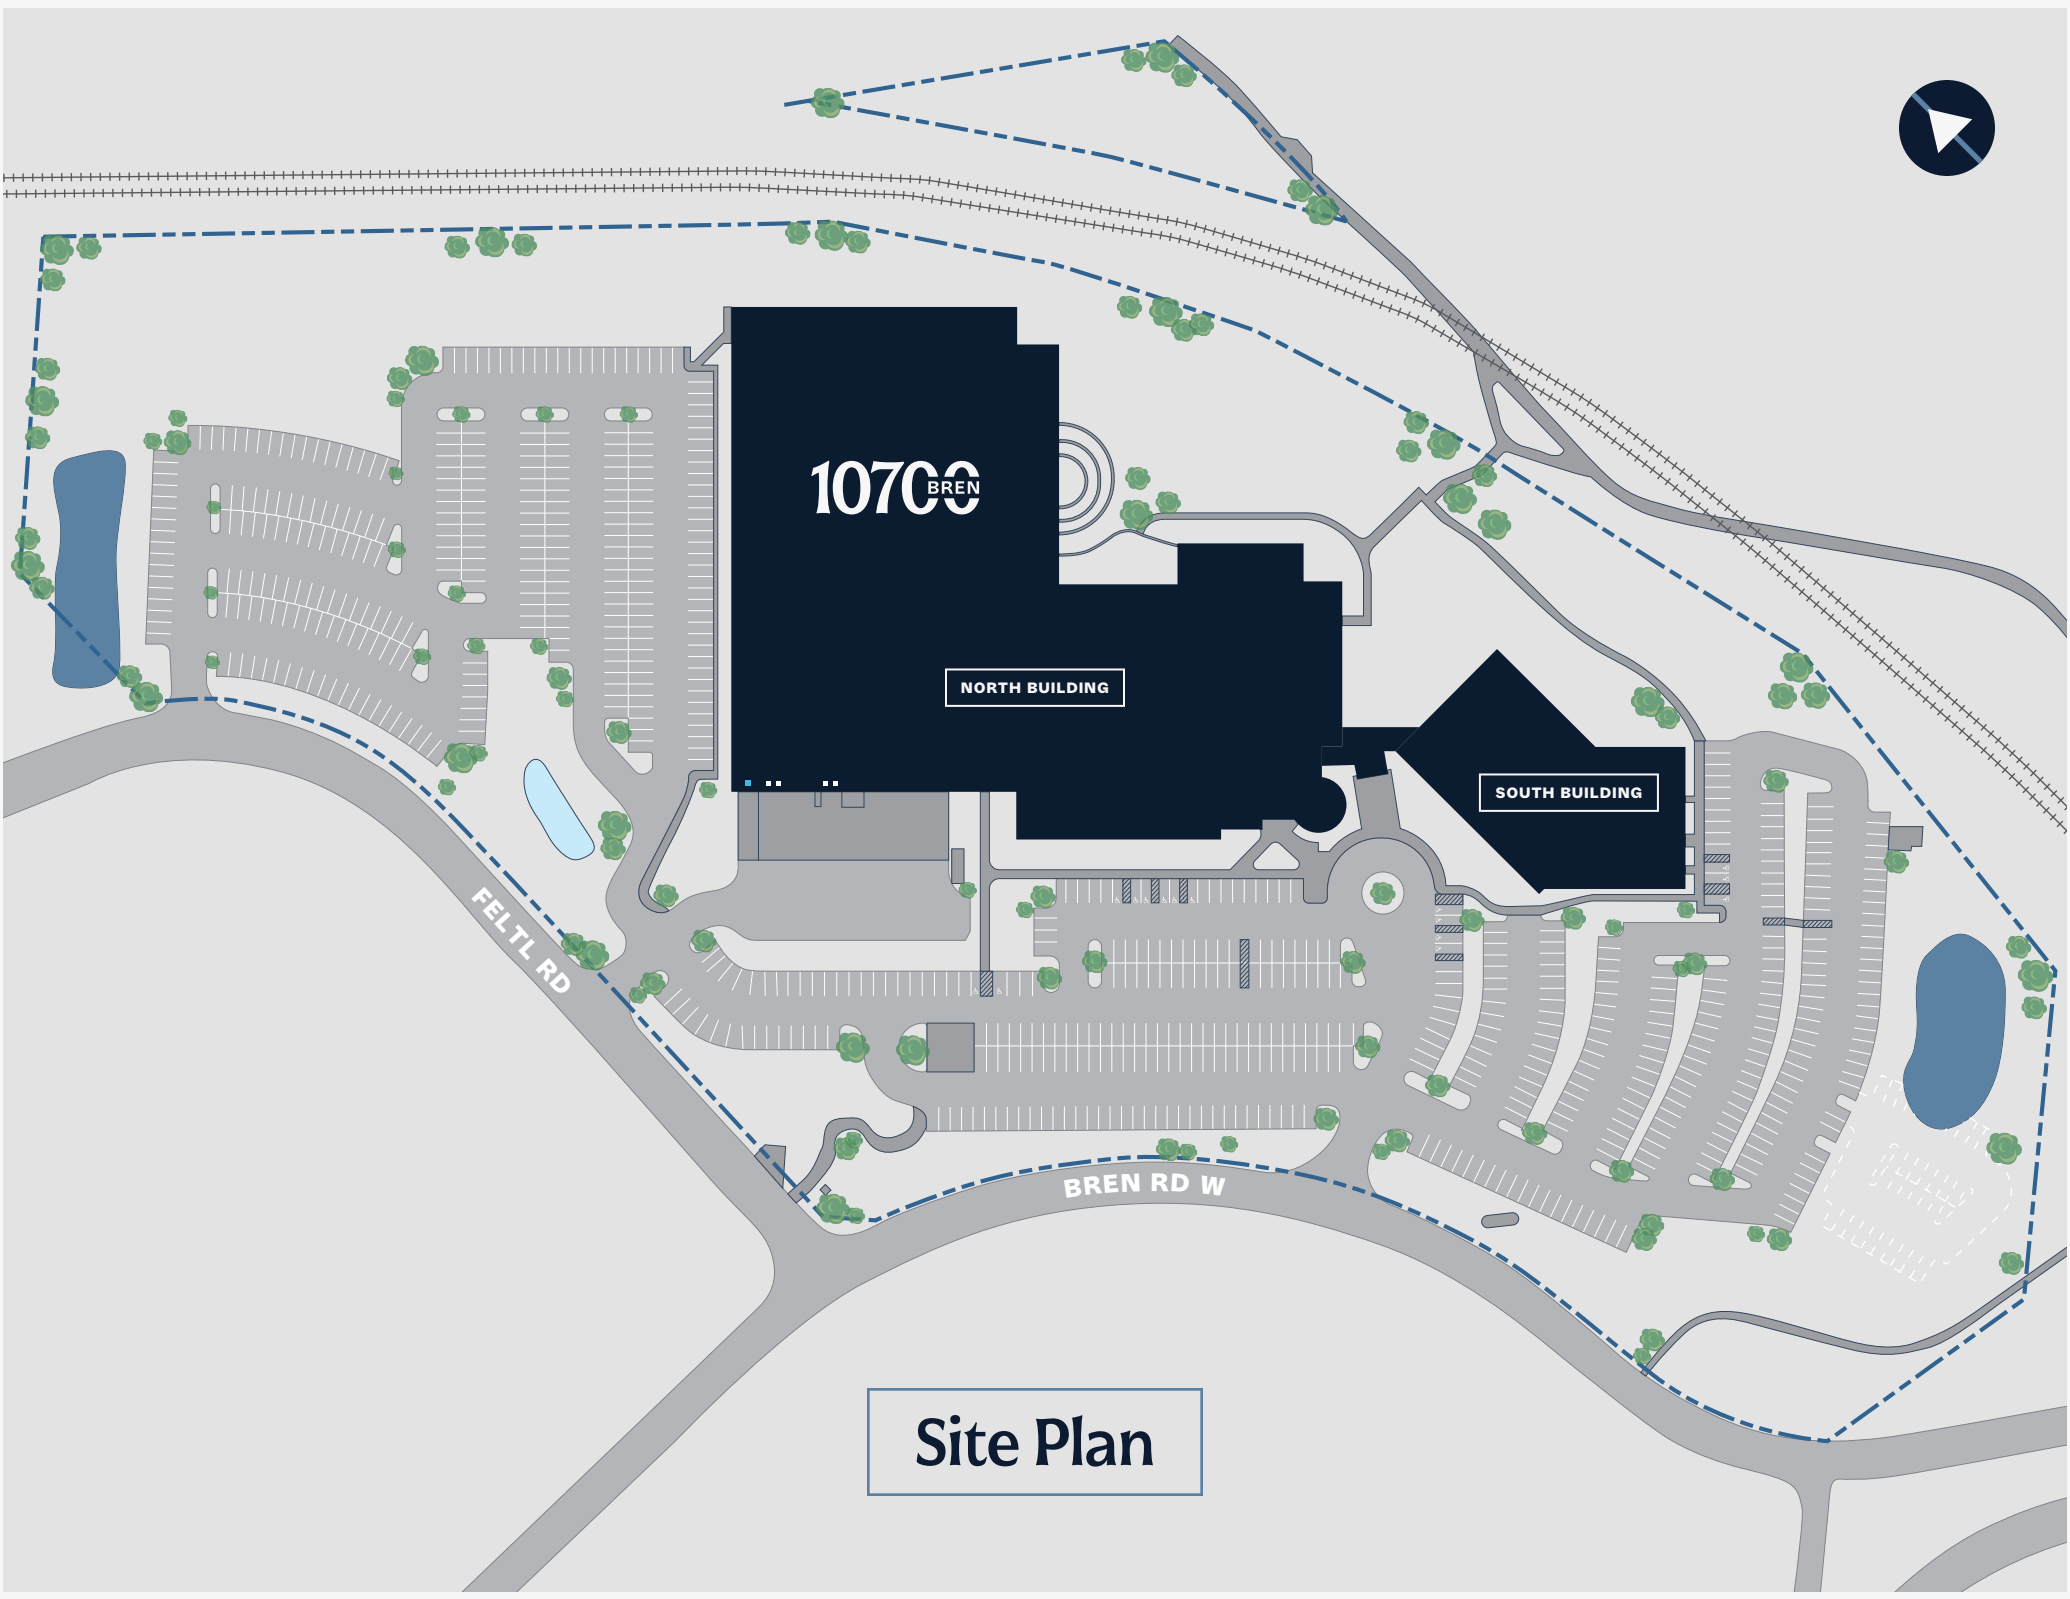 10700
BREN
NORTH BUILDING
SOUTH BUILDING
FELTL RD
BREN RD W
Site Plan